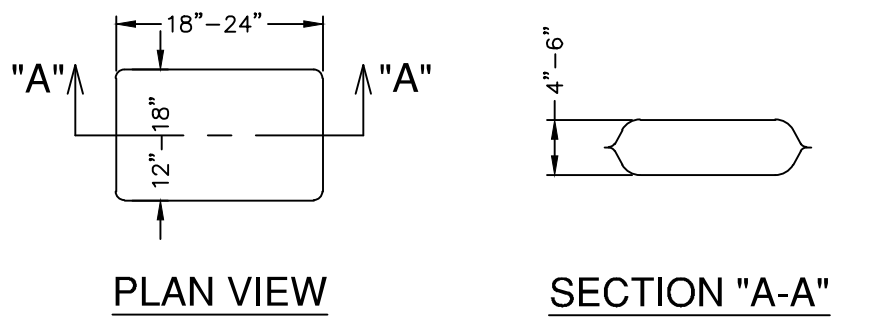 18”–24”
"A"
"A"
12”–18”
4”–6”
PLAN VIEW
SECTION "A-A"